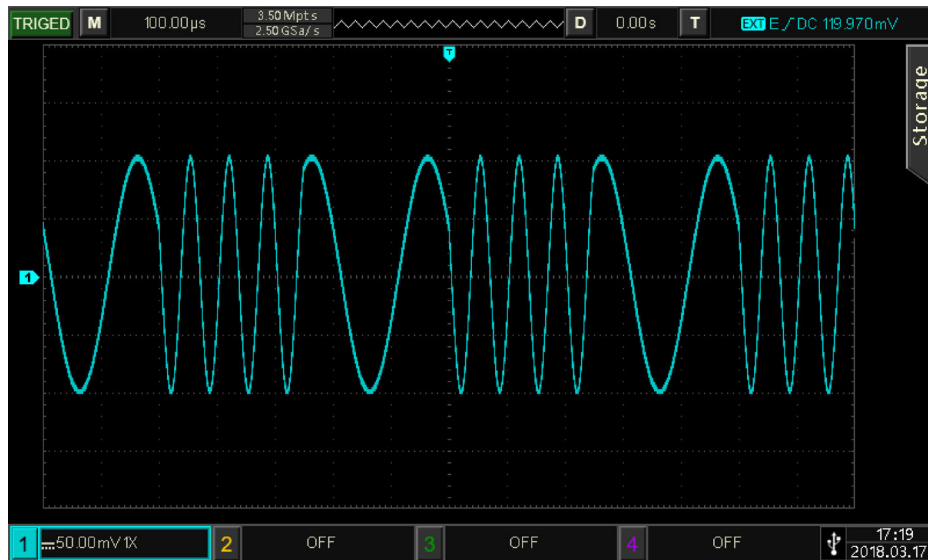 TRIGED M 100.00µs 3.50Mpts D 0.00s T EXT E DC 119.970mV
2.50GSa/s
T
Storage
1
1 50.00mV 1X 2 OFF 3 OFF 4 OFF 17:19
2018.03.17